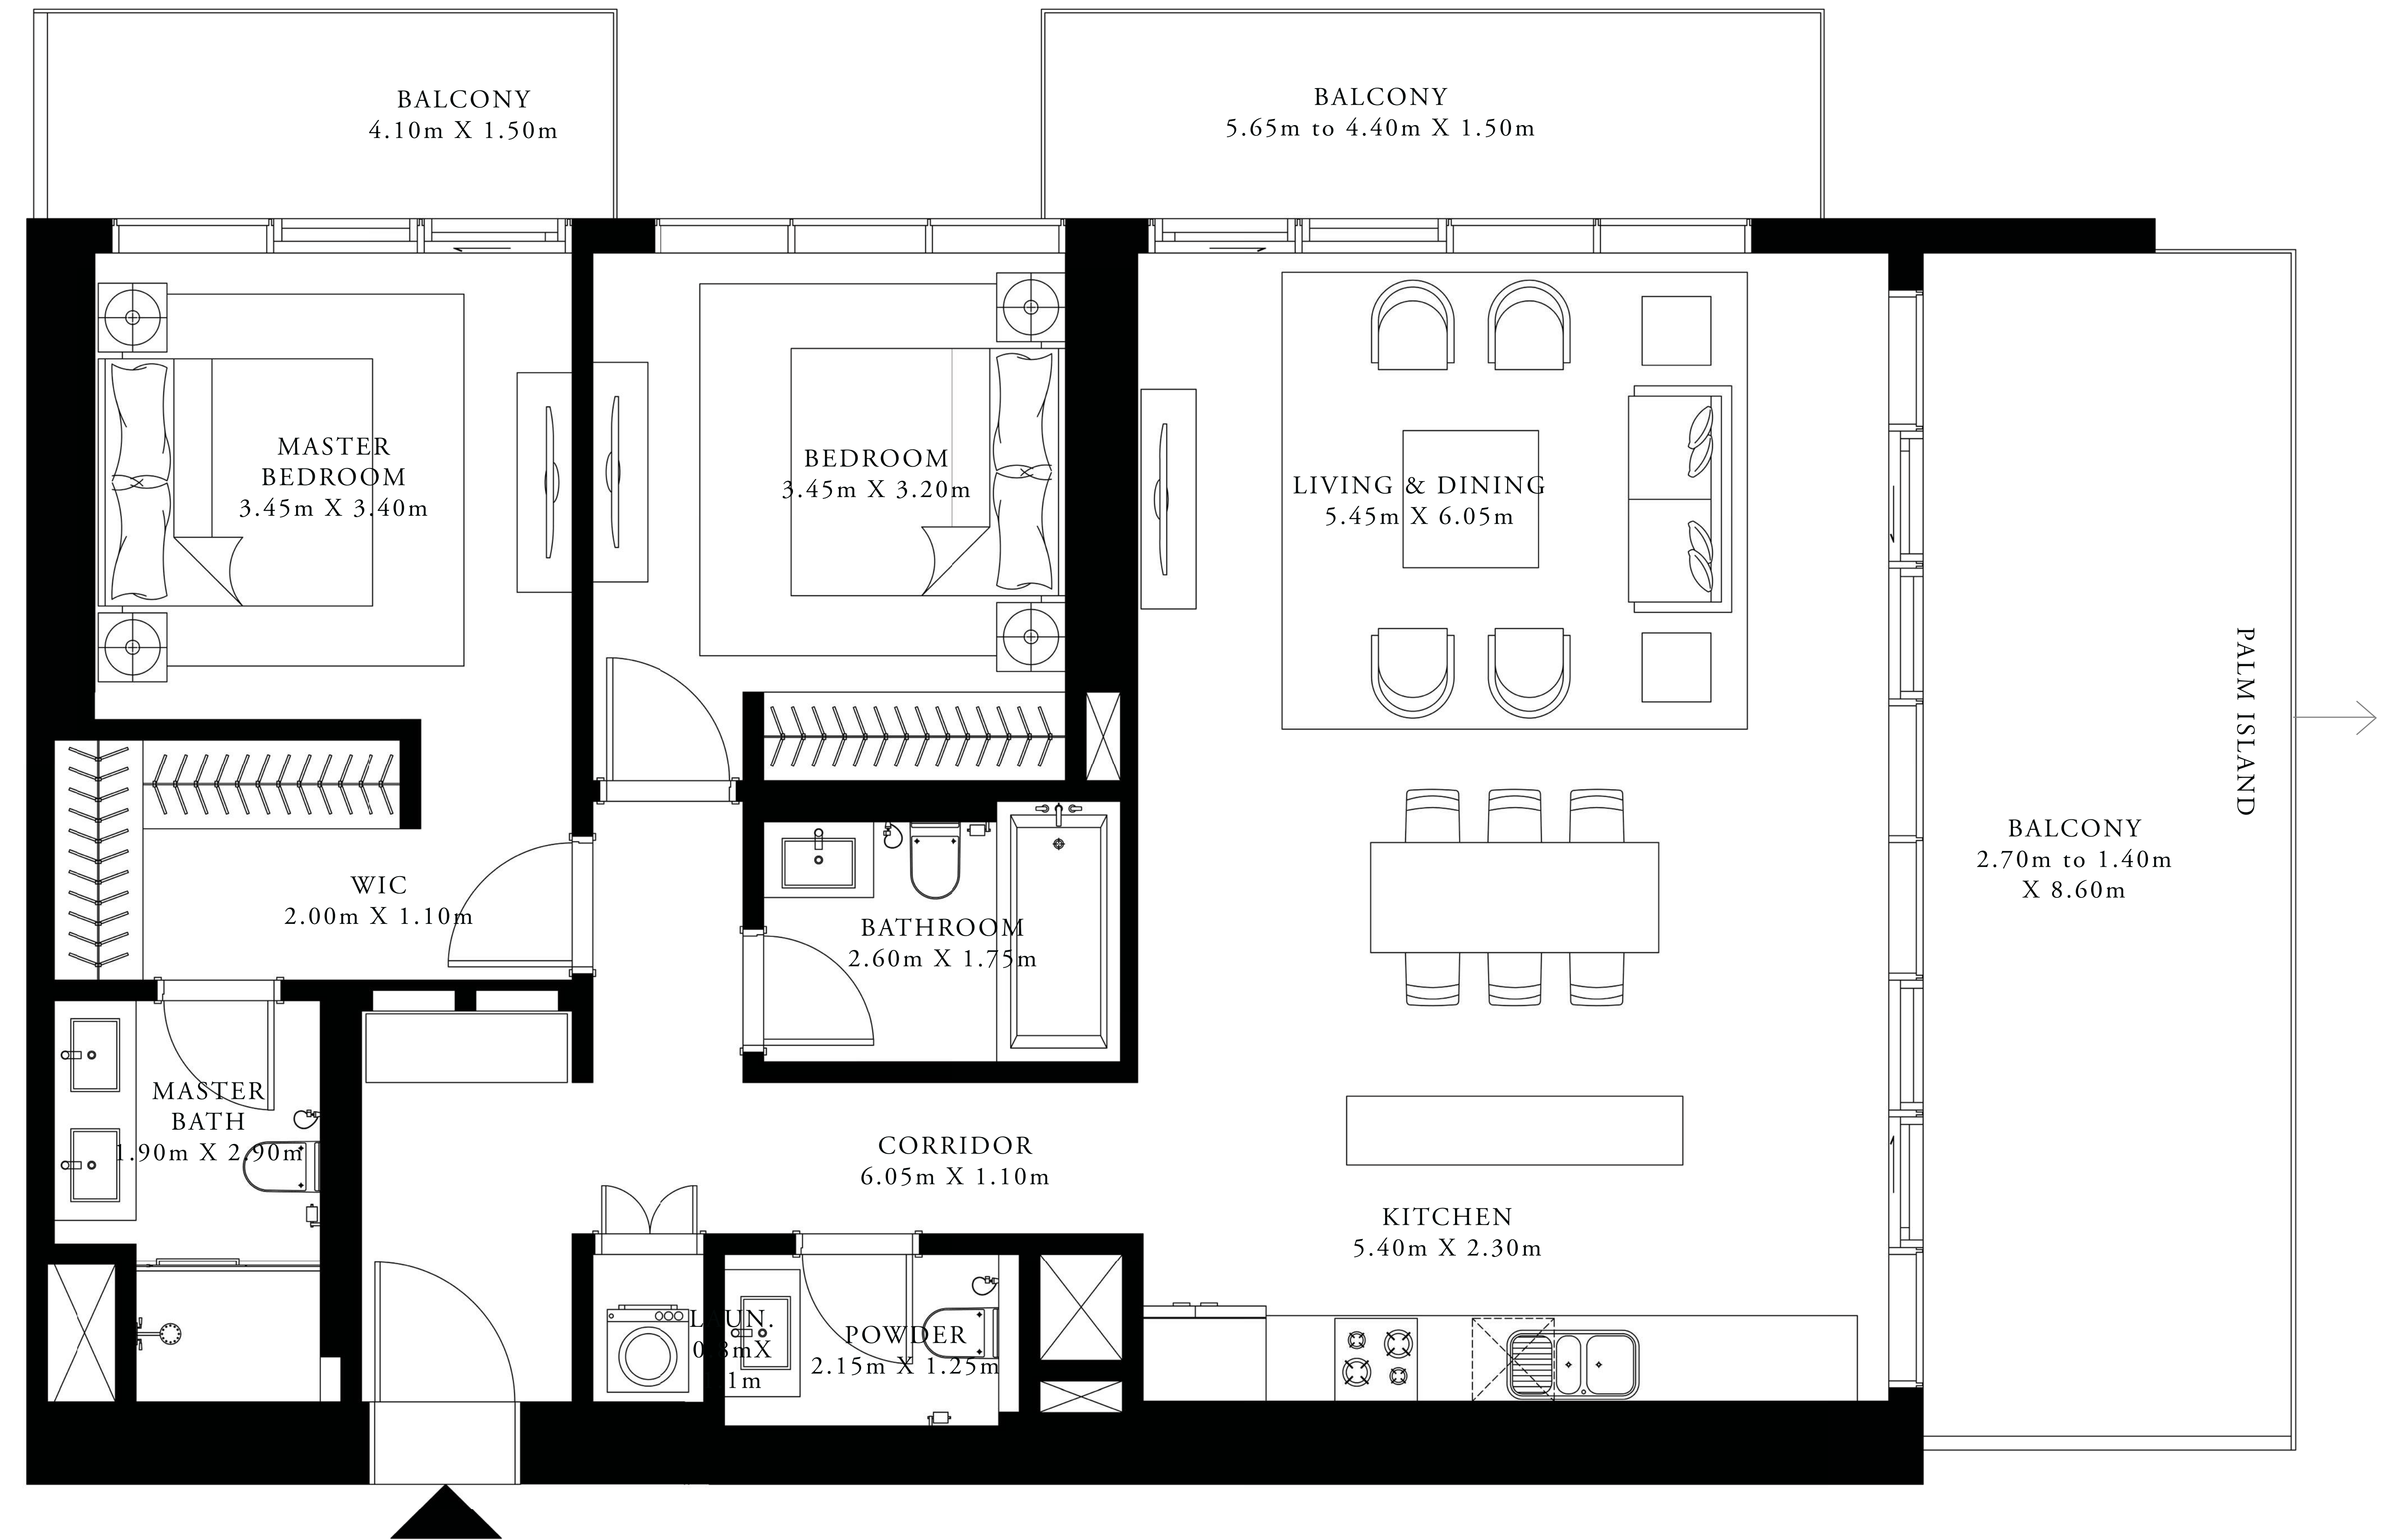 BALCONY
4.10m X 1.50m
BALCONY
5.65m to 4.40m X 1.50m
MASTER
BEDROOM
3.45m X 3.40m
BEDROOM
3.45m X 3.20m
LIVING & DINING
5.45m X 6.05m
PALM ISLAND
BALCONY
2.70m to 1.40m
X 8.60m
WIC
2.00m X 1.10m
BATHROOM
2.60m X 1.75m
MASTER
BATH
1.90m X 2.90m
CORRIDOR
6.05m X 1.10m
KITCHEN
5.40m X 2.30m
LAUN.
X
1m
POWDER
2.15m X 1.25m